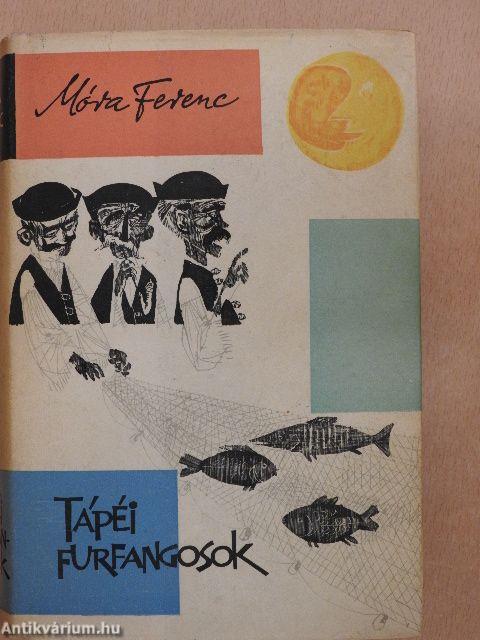 Móra Ferenc
TÁPÉI
FURFANGOSOK
Antikvárium.hu